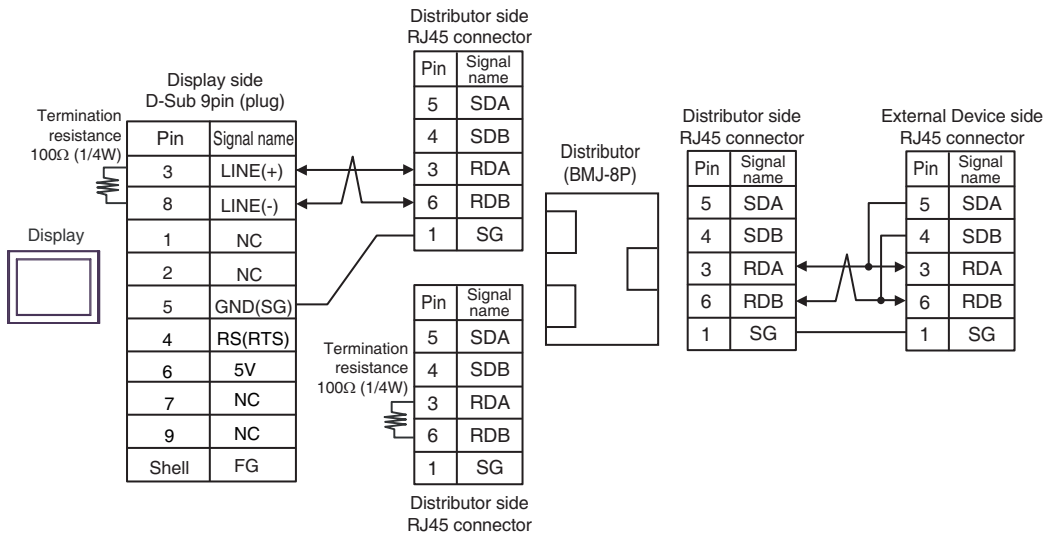 Distributor side
RJ45 connector
Pin Signal name
5 SDA
4 SDB
3 RDA
6 RDB
1 SG
Display side
D-Sub 9pin (plug)
Termination
resistance
100Ω (1/4W)
Pin Signal name
3 LINE(+)
8 LINE(-)
1 NC
2 NC
5 GND(SG)
4 RS(RTS)
6 5V
7 NC
9 NC
Shell FG
Display
Pin Signal name
5 SDA
4 SDB
3 RDA
6 RDB
1 SG
Termination
resistance
100Ω (1/4W)
Distributor side
RJ45 connector
Distributor
(BMJ-8P)
Distributor side
RJ45 connector
Pin Signal name
5 SDA
4 SDB
3 RDA
6 RDB
1 SG
External Device side
RJ45 connector
Pin Signal name
5 SDA
4 SDB
3 RDA
6 RDB
1 SG